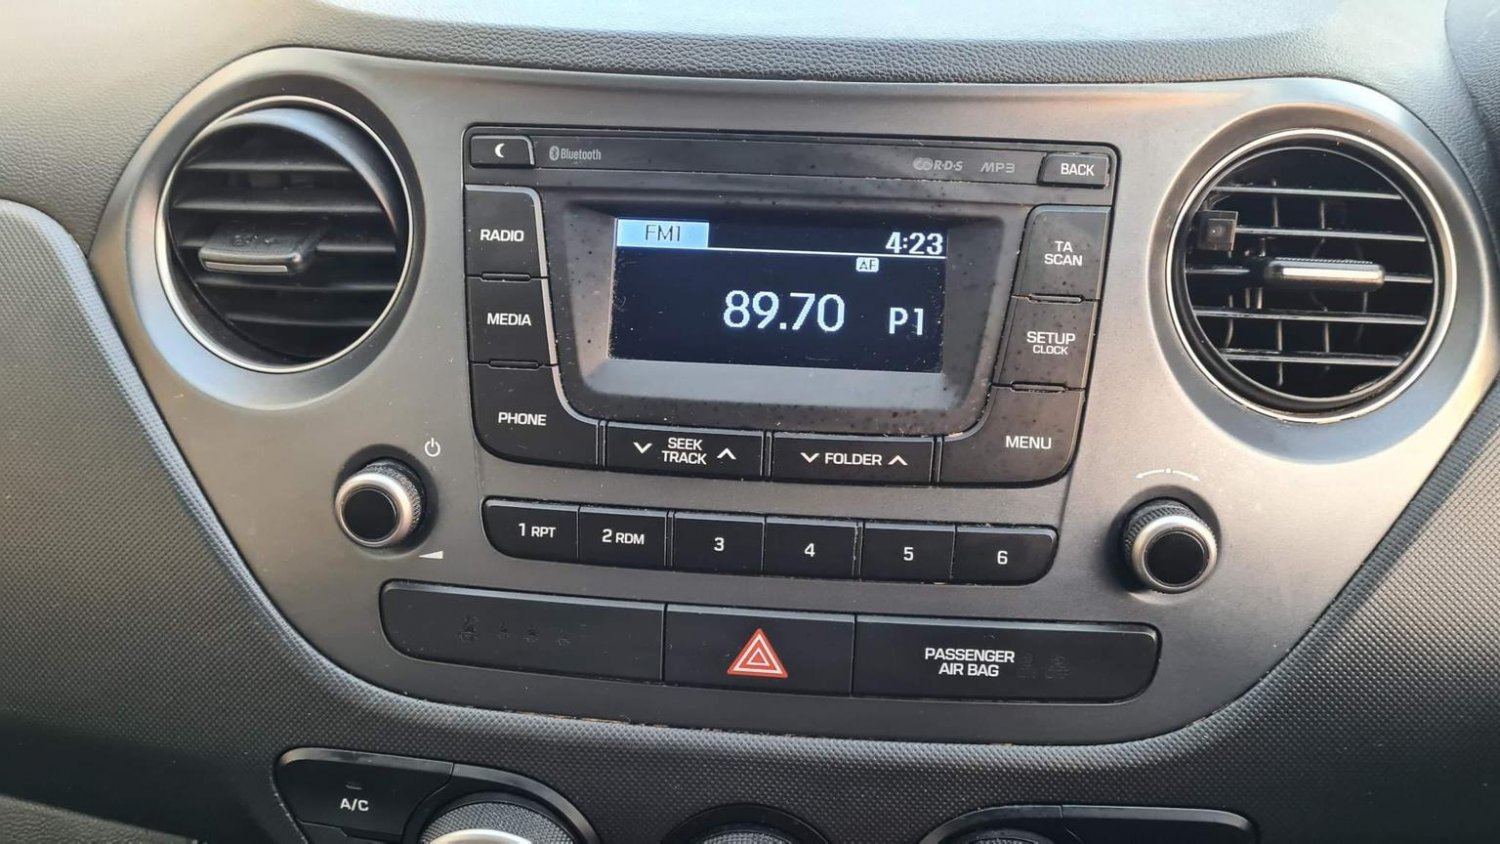 Bluetooth
RDS
MP3
BACK
RADIO
FM1
4:23
TA
SCAN
AF
MEDIA
89.70
P1
SETUP
CLOCK
PHONE
SEEK
TRACK
FOLDER
MENU
1 RPT
2 RDM
3
4
5
6
PASSENGER
AIR BAG
A/C